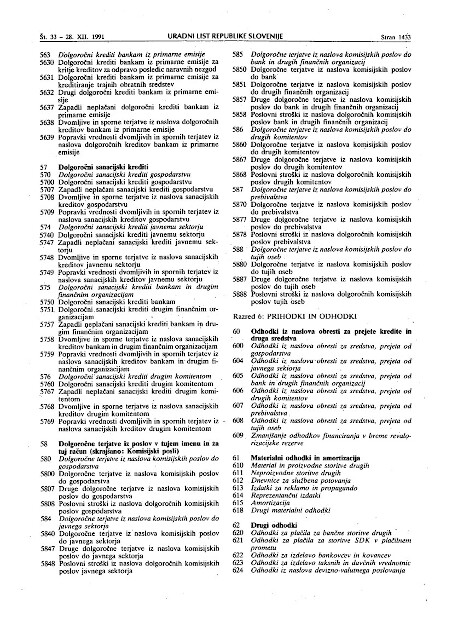 Št. 33 – 28. XII. 1991
URADNI LIST REPUBLIKE SLOVENIJE
Stran 1433
563 Dolgoročni krediti bankam iz primarne emisije
5630 Dolgoročni krediti bankam iz primarne emisije za
kritje kreditov za odpravo posledic naravnih nezgod
5631 Dolgoročni krediti bankam iz primarne emisije za
kreditiranje trajnih obratnih sredstev
5632 Drugi dolgoročni krediti bankam iz primarne emi-
sije
5637 Zapadli neplačani dolgoročni krediti bankam iz
primarne emisije
5638 Dvomljive in sporne terjatve iz naslova dolgoročnih
kreditov bankam iz primarne emisije
5639 Popravki vrednosti dvomljivih in spornih terjatev iz
naslova dolgoročnih kreditov bankam iz primarne
emisije
57 Dolgoročni sanacijski krediti
570 Dolgoročni sanacijski krediti gospodarstvu
5700 Dolgoročni sanacijski krediti gospodarstvu
5707 Zapadli neplačani sanacijski krediti gospodarstvu
5708 Dvomljive in sporne terjatve iz naslova sanacijskih
kreditov gospodarstvu
5709 Popravki vrednosti dvomljivih in spornih terjatev iz
naslova sanacijskih kreditov gospodarstvu
574 Dolgoročni sanacijski krediti javnemu sektorju
5740 Dolgoročni sanacijski krediti javnemu sektorju
5747 Zapadli neplačani sanacijski krediti javnemu sek-
torju
5748 Dvomljive in sporne terjatve iz naslova sanacijskih
kreditov javnemu sektorju
5749 Popravki vrednosti dvomljivih in spornih terjatev iz
naslova sanacijskih kreditov javnemu sektorju
575 Dolgoročni sanacijski krediti bankam in drugim
finančnim organizacijam
5750 Dolgoročni sanacijski krediti bankam
5751 Dolgoročni sanacijski krediti drugim finančnim or-
ganizacijam
5757 Zapadli neplačani sanacijski krediti bankam in dru-
gim finančnim organizacijam
5758 Dvomljive in sporne terjatve iz naslova sanacijskih
kreditov bankam in drugim finančnim organizacijam
5759 Popravki vrednosti dvomljivih in spornih terjatev iz
naslova sanacijskih kreditov bankam in drugim fi-
nančnim organizacijam
576 Dolgoročni sanacijski krediti drugim komitentom
5760 Dolgoročni sanacijski krediti drugim komitentom
5767 Zapadli neplačani sanacijski krediti drugim komi-
tentom
5768 Dvomljive in sporne terjatve iz naslova sanacijskih
kreditov drugim komitentom
5769 Popravki vrednosti dvomljivih in spornih terjatev iz
naslova sanacijskih kreditov drugim komitentom
58 Dolgoročne terjatve iz poslov v tujem imenu in za
tuj račun (skrajšano: Komisijski posli)
580 Dolgoročne terjatve iz naslova komisijskih poslov do
gospodarstva
5800 Dolgoročne terjatve iz naslova komisijskih poslov
do gospodarstva
5807 Druge dolgoročne terjatve iz naslova komisijskih
poslov do gospodarstva
5808 Poslovni stroški iz naslova dolgoročnih komisijskih
poslov gospodarstva
584 Dolgoročne terjatve iz naslova komisijskih poslov do
javnega sektorja
5840 Dolgoročne terjatve iz naslova komisijskih poslov
do javnega sektorja
5847 Druge dolgoročne terjatve iz naslova komisijskih
poslov do javnega sektorja
5848 Poslovni stroški iz naslova dolgoročnih komisijskih
poslov javnega sektorja
585 Dolgoročne terjatve iz naslova komisijskih poslov do
bank in drugih finančnih organizacij
5850 Dolgoročne terjatve iz naslova komisijskih poslov
do bank
5851 Dolgoročne terjatve iz naslova komisijskih poslov
do drugih finančnih organizacij
5857 Druge dolgoročne terjatve iz naslova komisijskih
poslov do bank in drugih finančnih organizacij
5858 Poslovni stroški iz naslova dolgoročnih komisijskih
poslov bank in drugih finančnih organizacij
586 Dolgoročne terjatve iz naslova komisijskih poslov do
drugih komitentov
5860 Dolgoročne terjatve iz naslova komisijskih poslov
do drugih komitentov
5867 Druge dolgoročne terjatve iz naslova komisijskih
poslov do drugih komitentov
5868 Poslovni stroški iz naslova dolgoročnih komisijskih
poslov drugih komitentov
587 Dolgoročne terjatve iz naslova komisijskih poslov do
prebivalstva
5870 Dolgoročne terjatve iz naslova komisijskih poslov
do prebivalstva
5877 Druge dolgoročne terjatve iz naslova komisijskih
poslov do prebivalstva
5878 Poslovni stroški iz naslova dolgoročnih komisijskih
poslov prebivalstva
588 Dolgoročne terjatve iz naslova komisijskih poslov do
tujih oseb
5880 Dolgoročne terjatve iz naslova komisijskih poslov
do tujih oseb
5887 Druge dolgoročne terjatve iz naslova komisijskih
poslov do tujih oseb
5888 Poslovni stroški iz naslova dolgoročnih komisijskih
poslov tujih oseb
Razred 6: PRIHODKI IN ODHODKI
60 Odhodki iz naslova obresti za prejete kredite in
druga sredstva
600 Odhodki iz naslova obresti za sredstva, prejeta od
gospodarstva
604 Odhodki iz naslova obresti za sredstva, prejeta od
javnega sektorja
605 Odhodki iz naslova obresti za sredstva, prejeta od
bank in drugih finančnih organizacij
606 Odhodki iz naslova obresti za sredstva, prejeta od
drugih komitentov
607 Odhodki iz naslova obresti za sredstva, prejeta od
prebivalstva
608 Odhodki iz naslova obresti za sredstva, prejeta od
tujih oseb
609 Zmanjšanje odhodkov financiranja v breme revalo-
rizacijske rezerve
61 Materialni odhodki in amortizacija
610 Material in proizvodne storitve drugih
611 Neproizvodne storitve drugih
612 Dnevnice za službena potovanja
613 Izdatki za reklamo in propagando
614 Reprezentančni izdatki
615 Amortizacija
618 Drugi materialni odhodki
62 Drugi odhodki
620 Odhodki za plačila za bančne storitve drugih
621 Odhodki za plačila za storitve SDK v plačilnem
prometu
622 Odhodki za izdelavo bankovcev in kovancev
623 Odhodki za izdelavo taksnih in davčnih vrednotnic
624 Odhodki iz naslova devizno-valutnega poslovanja